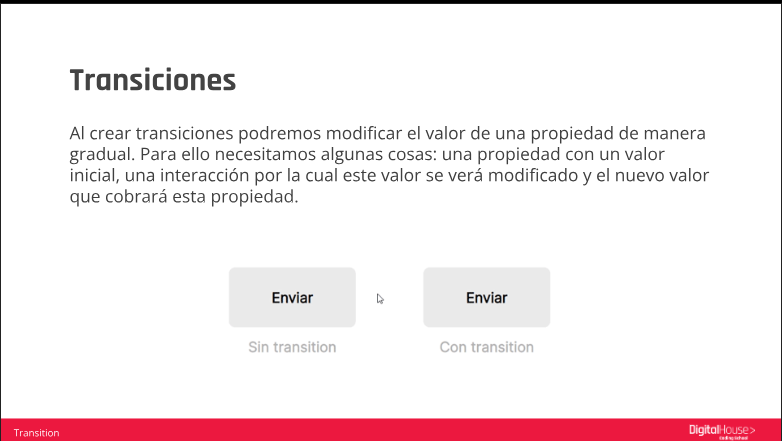 Transiciones
Al crear transiciones podremos modificar el valor de una propiedad de manera
gradual. Para ello necesitamos algunas cosas: una propiedad con un valor
inicial, una interacción por la cual este valor se verá modificado y el nuevo valor
que cobrará esta propiedad.
Enviar
Enviar
Sin transition
Con transition
Transition
DigitalHouse>
Coding School